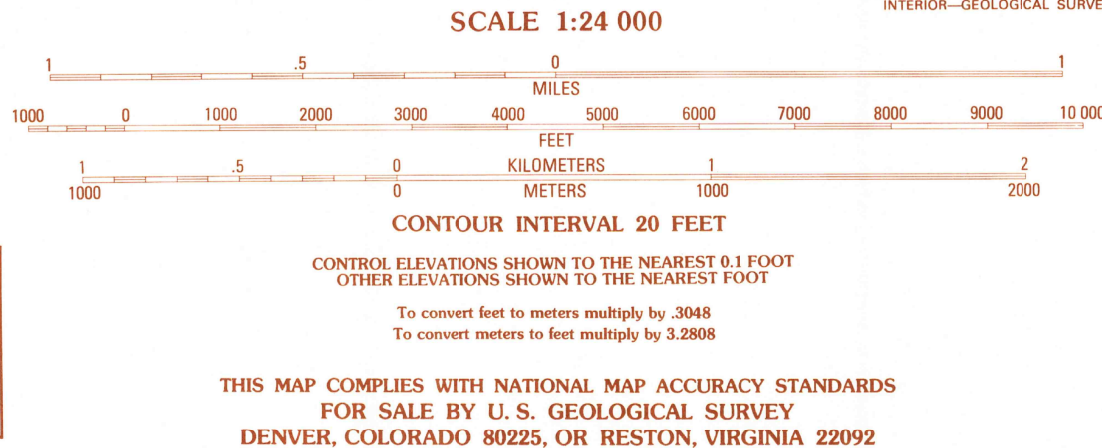 INTERIOR—GEOLOGICAL SURVE
SCALE 1:24 000
1 .5 0 1
MILES
1000 0 1000 2000 3000 4000 5000 6000 7000 8000 9000 10 000
FEET
1 .5 0 KILOMETERS 1 2
1000 0 METERS 1000 2000
CONTOUR INTERVAL 20 FEET
CONTROL ELEVATIONS SHOWN TO THE NEAREST 0.1 FOOT
OTHER ELEVATIONS SHOWN TO THE NEAREST FOOT
To convert feet to meters multiply by .3048
To convert meters to feet multiply by 3.2808
THIS MAP COMPLIES WITH NATIONAL MAP ACCURACY STANDARDS
FOR SALE BY U. S. GEOLOGICAL SURVEY
DENVER, COLORADO 80225, OR RESTON, VIRGINIA 22092